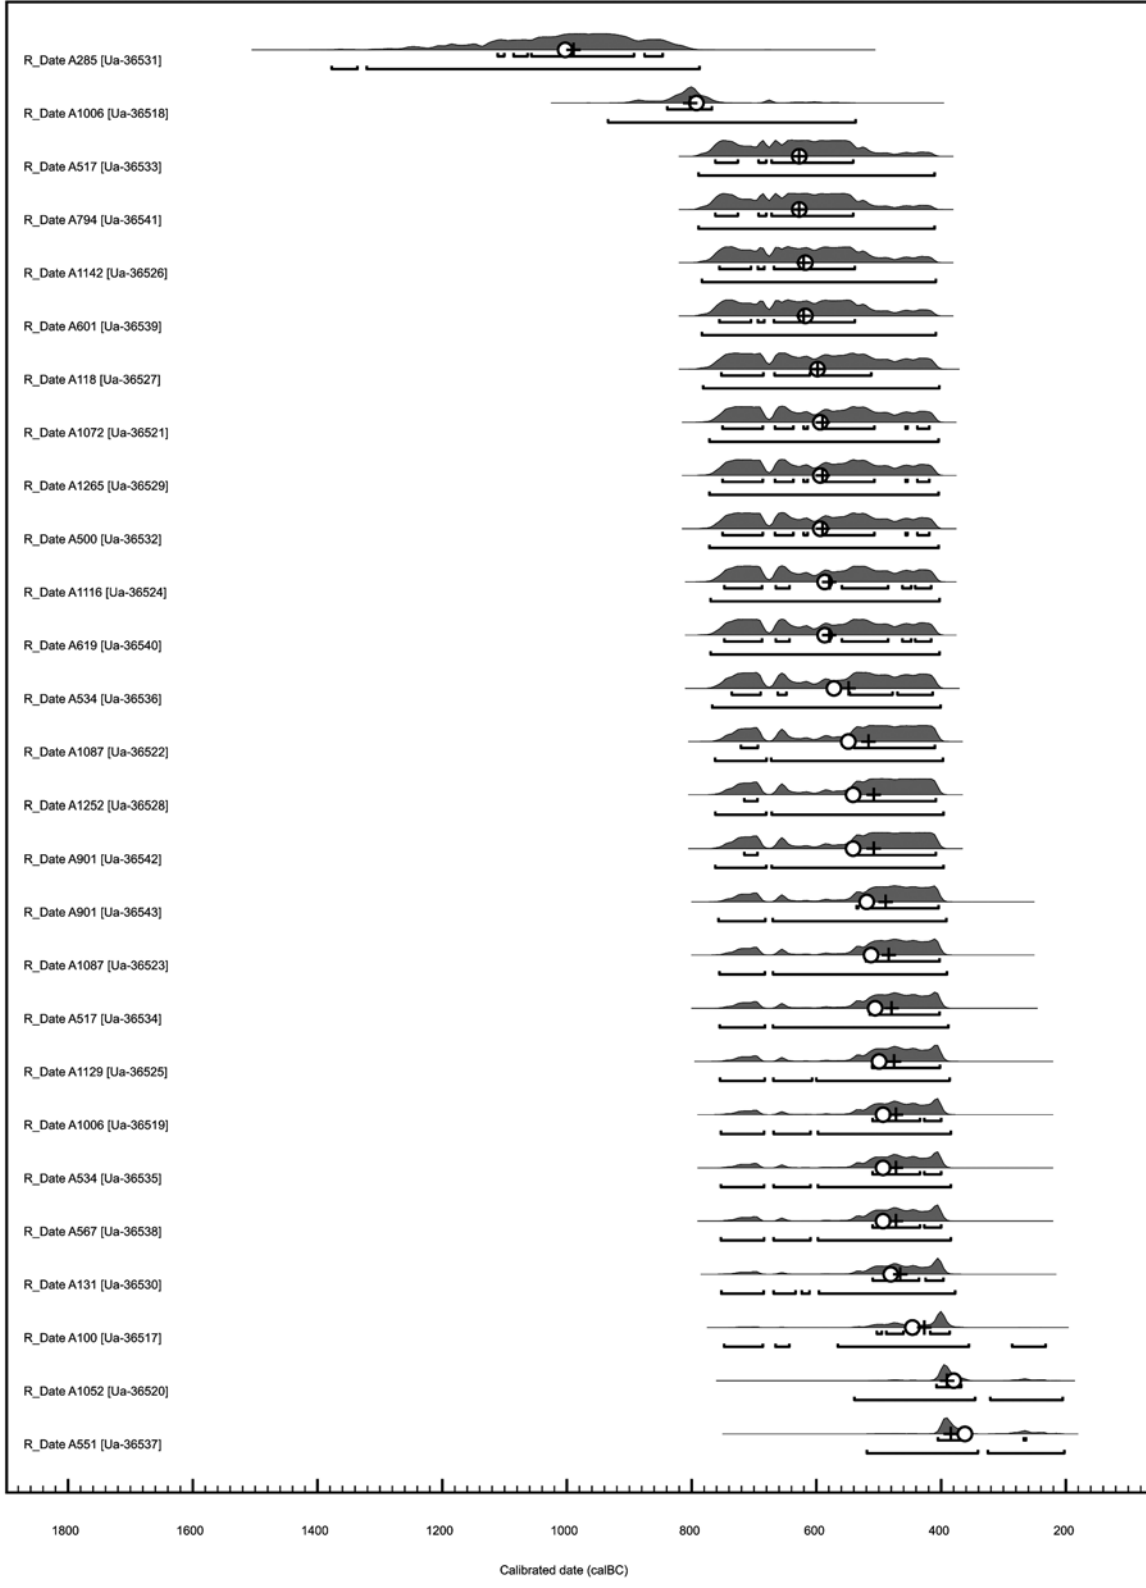 R_Date A285 [Ua-36531]
R_Date A1006 [Ua-36518]
R_Date A517 [Ua-36533]
R_Date A794 [Ua-36541]
R_Date A1142 [Ua-36526]
R_Date A601 [Ua-36539]
R_Date A118 [Ua-36527]
R_Date A1072 [Ua-36521]
R_Date A1265 [Ua-36529]
R_Date A500 [Ua-36532]
R_Date A1116 [Ua-36524]
R_Date A619 [Ua-36540]
R_Date A534 [Ua-36536]
R_Date A1087 [Ua-36522]
R_Date A1252 [Ua-36528]
R_Date A901 [Ua-36542]
R_Date A901 [Ua-36543]
R_Date A1087 [Ua-36523]
R_Date A517 [Ua-36534]
R_Date A1129 [Ua-36525]
R_Date A1006 [Ua-36519]
R_Date A534 [Ua-36535]
R_Date A567 [Ua-36538]
R_Date A131 [Ua-36530]
R_Date A100 [Ua-36517]
R_Date A1052 [Ua-36520]
R_Date A551 [Ua-36537]
1800 1600 1400 1200 1000 800 600 400 200
Calibrated date (calBC)